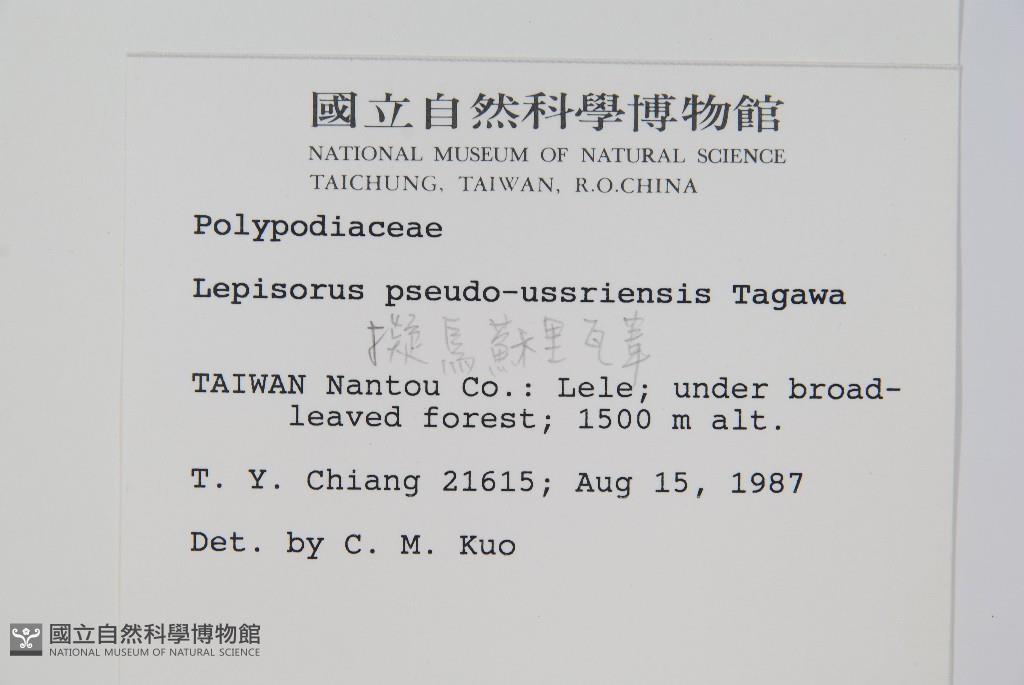 國立自然科學博物館
NATIONAL MUSEUM OF NATURAL SCIENCE
TAICHUNG, TAIWAN, R.O.CHINA
Polypodiaceae
Lepisorus pseudo-ussriensis Tagawa
擬烏蘇里瓦葦
TAIWAN Nantou Co.: Lele; under broad-
leaved forest; 1500 m alt.
T. Y. Chiang 21615; Aug 15, 1987
Det. by C. M. Kuo
國立自然科學博物館
NATIONAL MUSEUM OF NATURAL SCIENCE